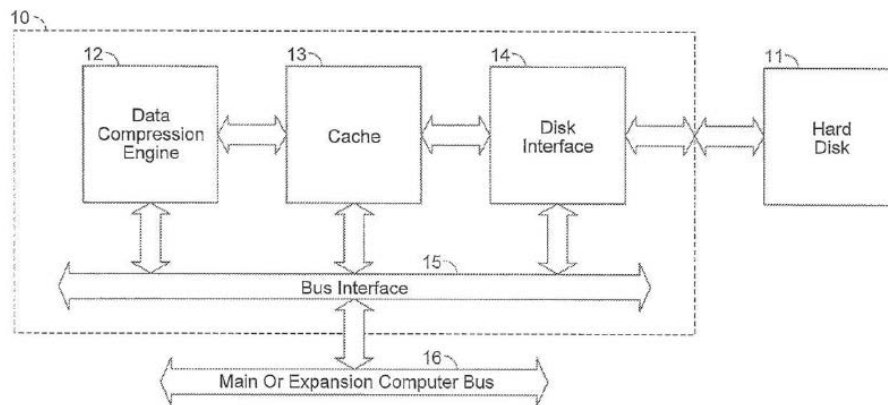 10
12
13
14
11
Data
Compression
Engine
Cache
Disk
Interface
Hard
Disk
15
Bus Interface
16
Main Or Expansion Computer Bus